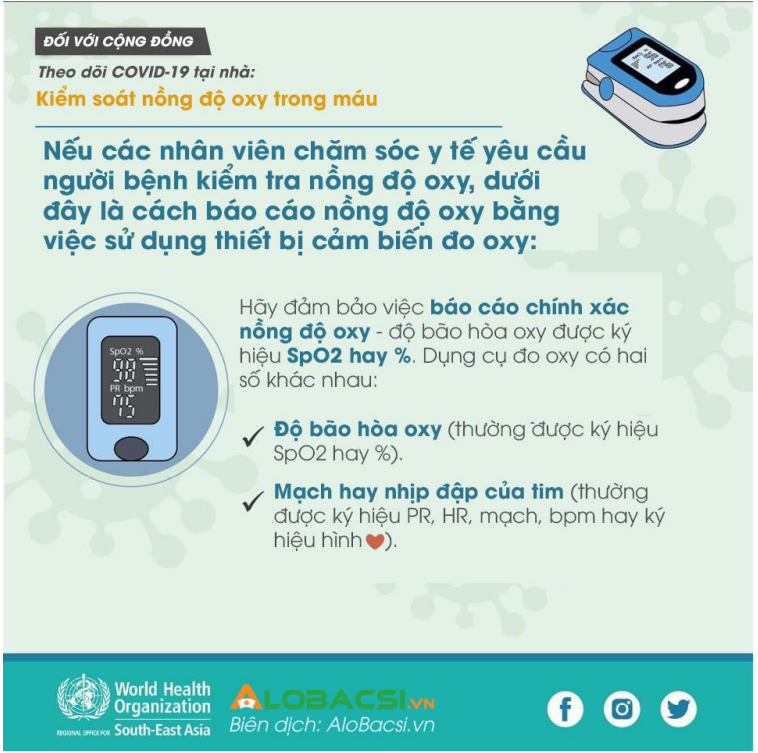 ĐỐI VỚI CỘNG ĐỒNG
Theo dõi COVID-19 tại nhà:
Kiểm soát nồng độ oxy trong máu
Nếu các nhân viên chăm sóc y tế yêu cầu
người bệnh kiểm tra nồng độ oxy, dưới
đây là cách báo cáo nồng độ oxy bằng
việc sử dụng thiết bị cảm biến đo oxy:
Hãy đảm bảo việc báo cáo chính xác
nồng độ oxy - độ bão hòa oxy được ký
hiệu SpO2 hay %. Dụng cụ đo oxy có hai
số khác nhau:
SpO2 %
98
PR bpm
75
✓ Độ bão hòa oxy (thường được ký hiệu
SpO2 hay %).
✓ Mạch hay nhịp đập của tim (thường
được ký hiệu PR, HR, mạch, bpm hay ký
hiệu hình ❤).
World Health
Organization
REGIONAL OFFICE FOR South-East Asia
ALOBACSI.VN
Biên dịch: AloBacsi.vn